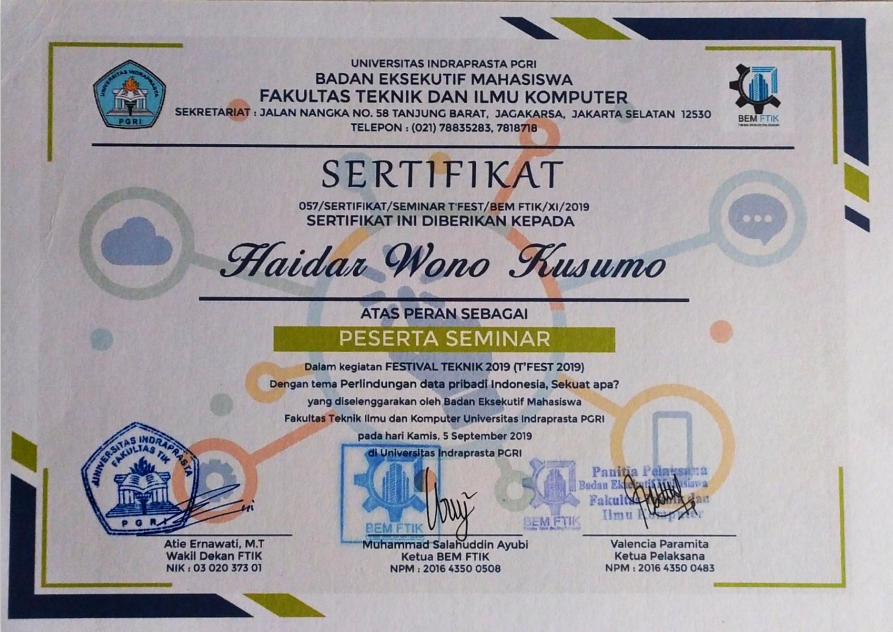 UNIVERSITAS INDRAPRASTA PGRI
BADAN EKSEKUTIF MAHASISWA
FAKULTAS TEKNIK DAN ILMU KOMPUTER
SEKRETARIAT : JALAN NANGKA NO. 58 TANJUNG BARAT, JAGAKARSA, JAKARTA SELATAN 12530
TELEPON : (021) 78835283, 7818718
UNIVERSITAS INDRAPRASTA
PGRI
BEM FTIK
SERTIFIKAT
057/SERTIFIKAT/SEMINAR T'FEST/BEM FTIK/XI/2019
SERTIFIKAT INI DIBERIKAN KEPADA
Haidar Wono Kusumo
ATAS PERAN SEBAGAI
PESERTA SEMINAR
Dalam kegiatan FESTIVAL TEKNIK 2019 (T'FEST 2019)
Dengan tema Perlindungan data pribadi Indonesia, Sekuat apa?
yang diselenggarakan oleh Badan Eksekutif Mahasiswa
Fakultas Teknik Ilmu dan Komputer Universitas Indraprasta PGRI
pada hari Kamis, 5 September 2019
di Universitas Indraprasta PGRI
UNIVERSITAS INDRAPRASTA
FAKULTAS TIK
PGRI
BEM FTIK
BEM FTIK
Panitia Pelaksana
Badan Eksekutif Mahasiswa
Fakultas Teknik dan
Ilmu Komputer
Atie Ernawati, M.T
Wakil Dekan FTIK
NIK : 03 020 373 01
Muhammad Salahuddin Ayubi
Ketua BEM FTIK
NPM : 2016 4350 0508
Valencia Paramita
Ketua Pelaksana
NPM : 2016 4350 0483